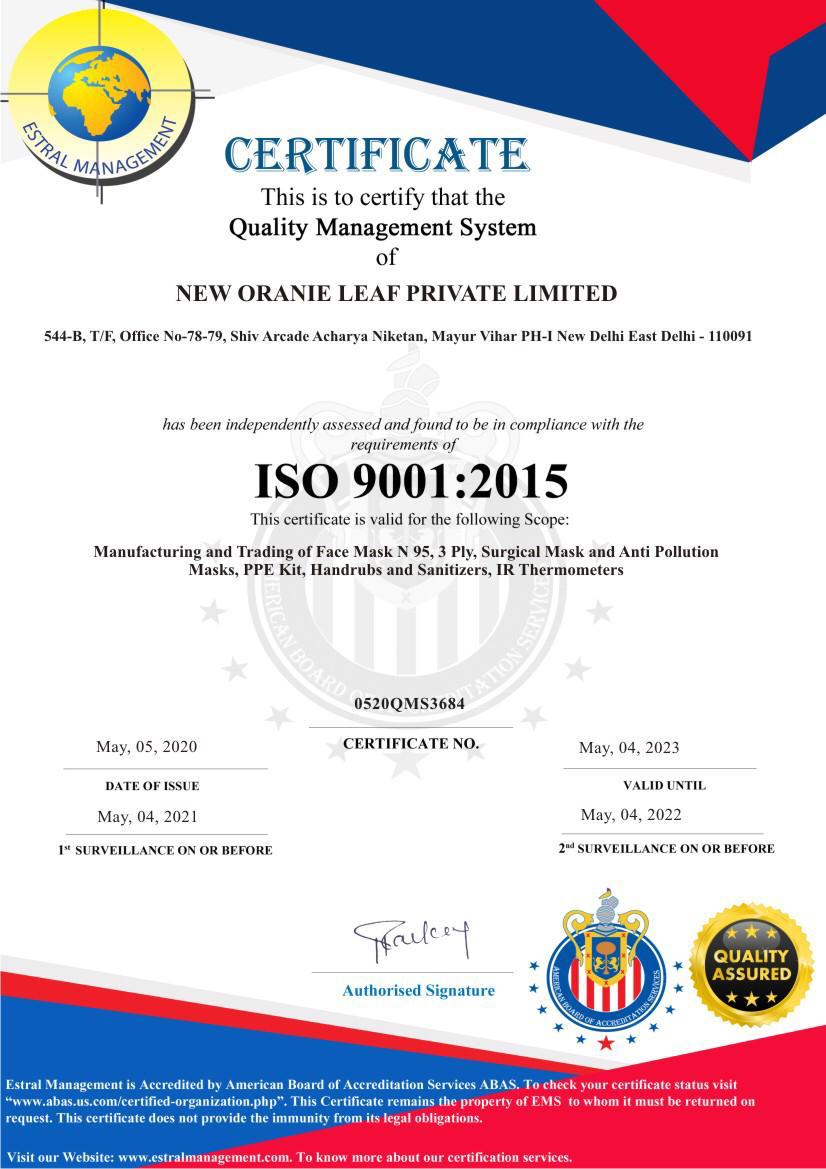 ESTRAL MANAGEMENT
CERTIFICATE
This is to certify that the
Quality Management System
of
NEW ORANIE LEAF PRIVATE LIMITED
544-B, T/F, Office No-78-79, Shiv Arcade Acharya Niketan, Mayur Vihar PH-I New Delhi East Delhi - 110091
has been independently assessed and found to be in compliance with the
requirements of
ISO 9001:2015
This certificate is valid for the following Scope:
Manufacturing and Trading of Face Mask N 95, 3 Ply, Surgical Mask and Anti Pollution
Masks, PPE Kit, Handrubs and Sanitizers, IR Thermometers
AMERICAN BOARD OF ACCREDITATION SERVICES
0520QMS3684
CERTIFICATE NO.
May, 05, 2020
DATE OF ISSUE
May, 04, 2023
VALID UNTIL
May, 04, 2021
1st SURVEILLANCE ON OR BEFORE
May, 04, 2022
2nd SURVEILLANCE ON OR BEFORE
Authorised Signature
AMERICAN BOARD OF ACCREDITATION SERVICES
QUALITY
ASSURED
Estral Management is Accredited by American Board of Accreditation Services ABAS. To check your certificate status visit
“www.abas.us.com/certified-organization.php”. This Certificate remains the property of EMS to whom it must be returned on
request. This certificate does not provide the immunity from its legal obligations.
Visit our Website: www.estralmanagement.com. To know more about our certification services.